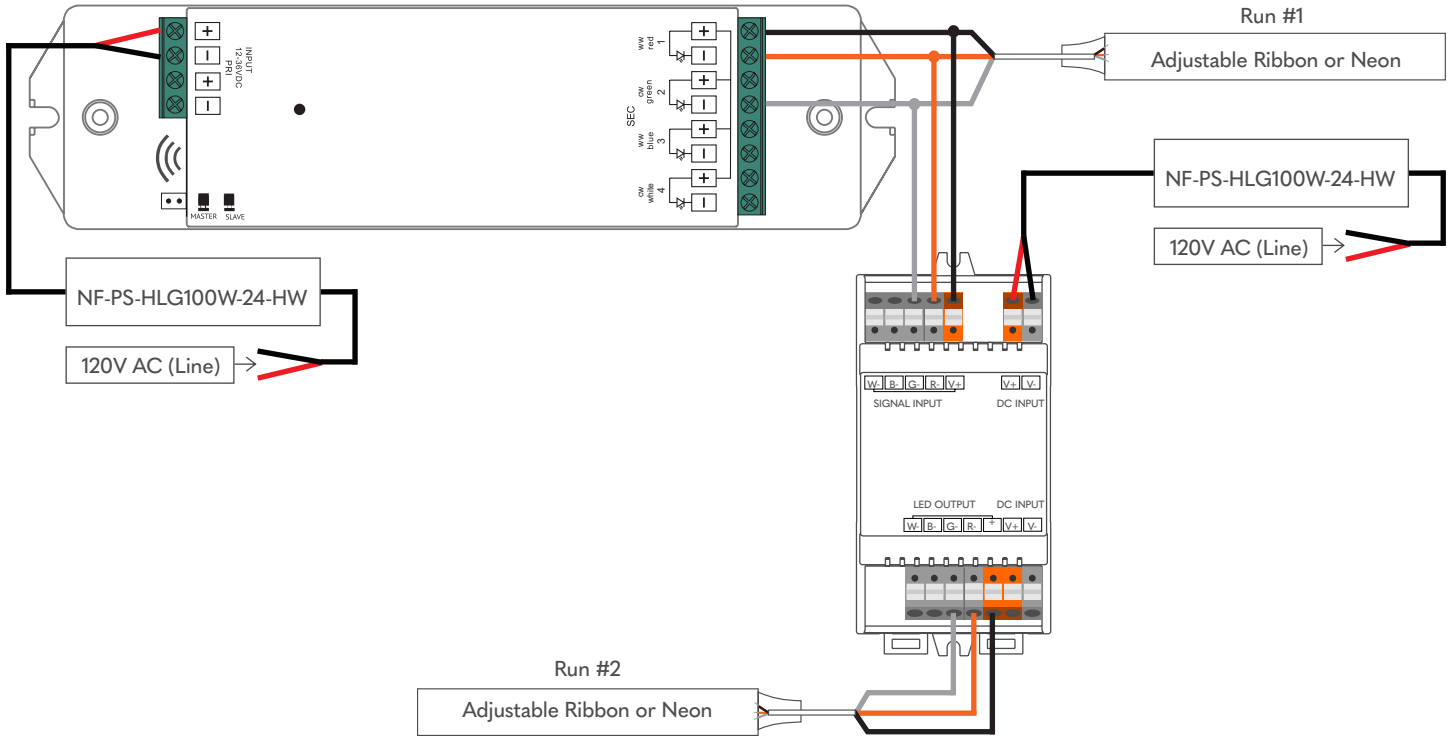 Run #1
Adjustable Ribbon or Neon
+
−
+
−
INPUT
12-36VDC
PRI
MASTER
SLAVE
SEC
ww
red
1
+
−
cw
green
2
+
−
ww
blue
3
+
−
cw
white
4
+
−
NF-PS-HLG100W-24-HW
120V AC (Line)
NF-PS-HLG100W-24-HW
120V AC (Line)
W- B- G- R- V+
V+ V-
SIGNAL INPUT
DC INPUT
LED OUTPUT
DC INPUT
W- B- G- R- + V+ V-
Run #2
Adjustable Ribbon or Neon